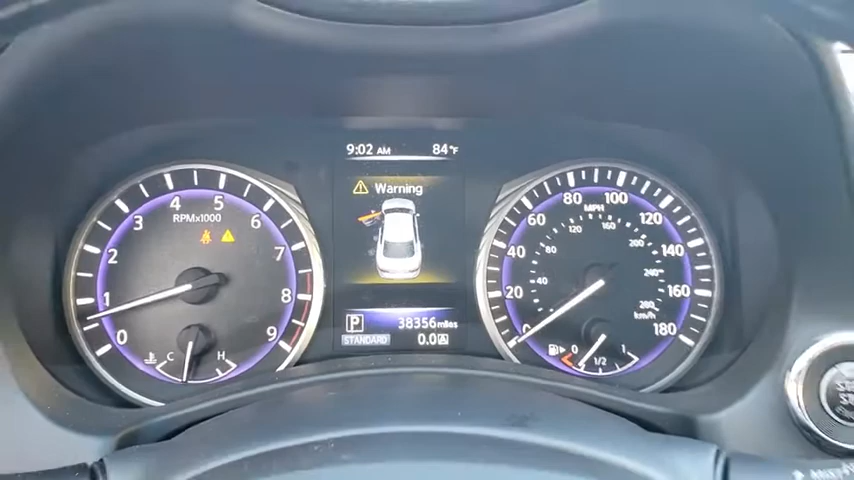 9:02 AM 84°F
Warning
P 38356 miles
STANDARD 0.0 A
RPMx1000
0 1 2 3 4 5 6 7 8 9
C H
MPH
0 20 40 60 80 100 120 140 160 180
80 120 160 200 240 280
km/h
0 1/2 1